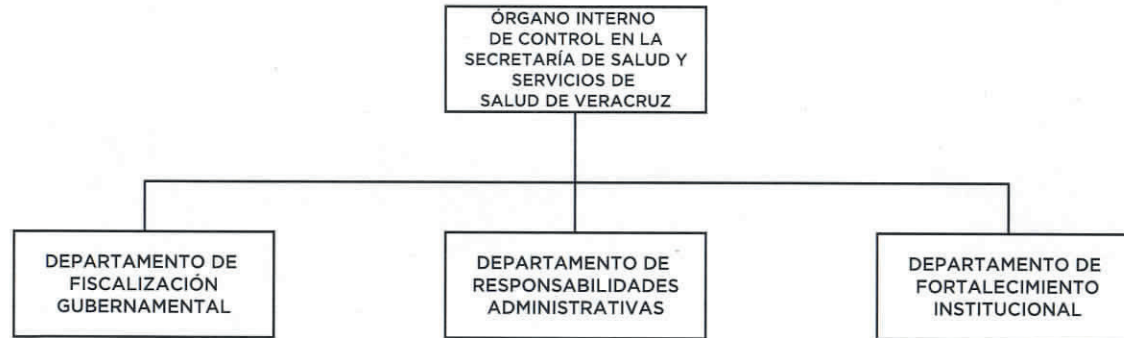 ÓRGANO INTERNO
DE CONTROL EN LA
SECRETARÍA DE SALUD Y
SERVICIOS DE
SALUD DE VERACRUZ
DEPARTAMENTO DE
FISCALIZACIÓN
GUBERNAMENTAL
DEPARTAMENTO DE
RESPONSABILIDADES
ADMINISTRATIVAS
DEPARTAMENTO DE
FORTALECIMIENTO
INSTITUCIONAL